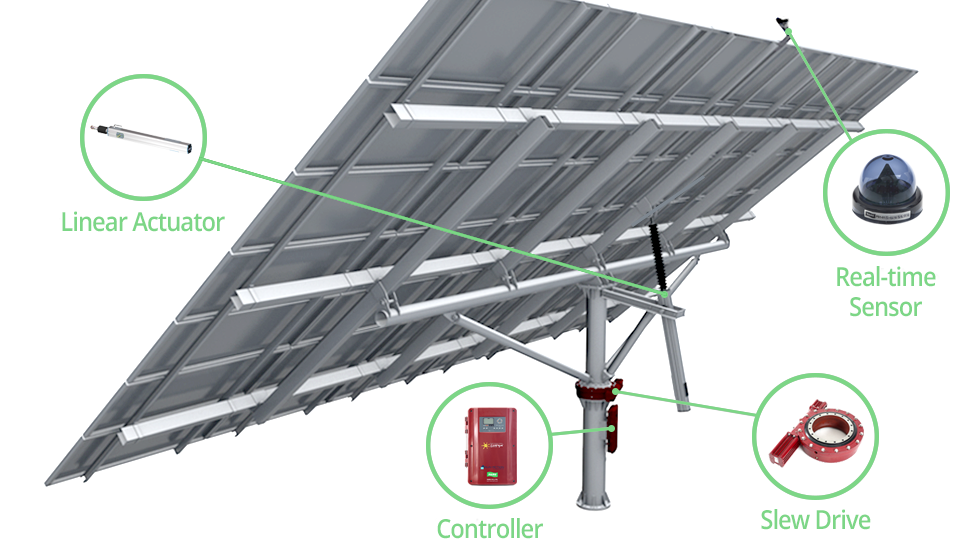 Linear Actuator
Real-time
Sensor
Controller
Slew Drive